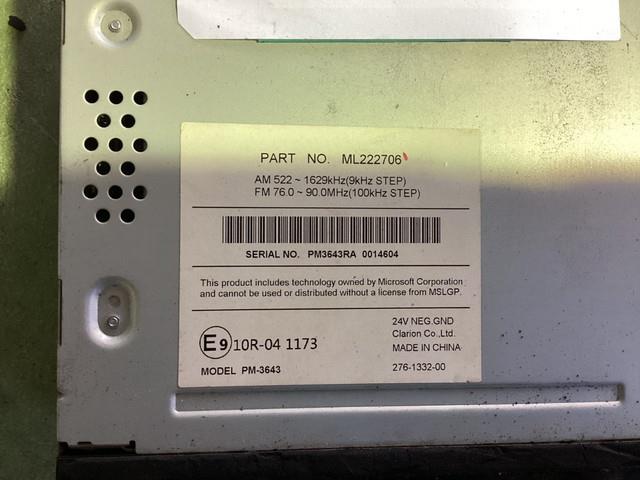 PART NO. ML222706
AM 522 ~ 1629kHz(9kHz STEP)
FM 76.0 ~ 90.0MHz(100kHz STEP)
SERIAL NO. PM3643RA 0014604
This product includes technology owned by Microsoft Corporation
and cannot be used or distributed without a license from MSLGP.
E9 10R-04 1173
MODEL PM-3643
24V NEG.GND
Clarion Co.,Ltd.
MADE IN CHINA
276-1332-00